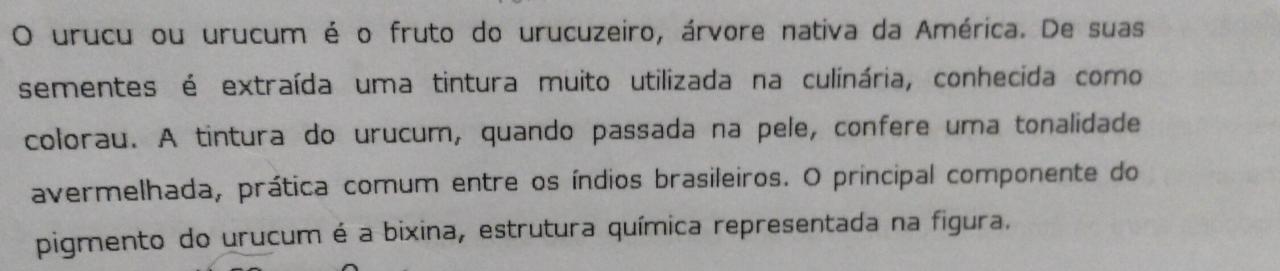 O urucu ou urucum é o fruto do urucuzeiro, árvore nativa da América. De suas
sementes é extraída uma tintura muito utilizada na culinária, conhecida como
colorau. A tintura do urucum, quando passada na pele, confere uma tonalidade
avermelhada, prática comum entre os índios brasileiros. O principal componente do
pigmento do urucum é a bixina, estrutura química representada na figura.